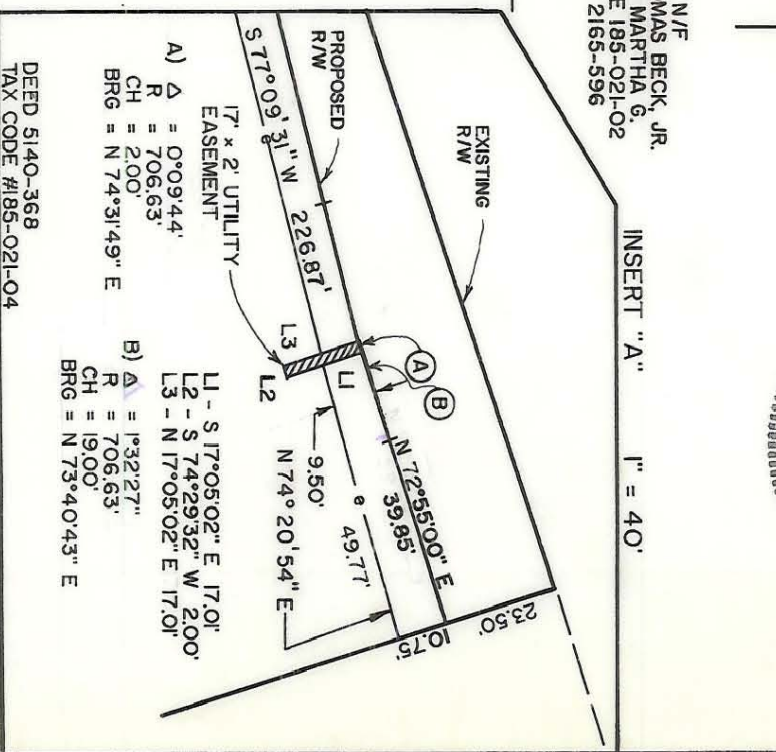 N/F
MAS BECK, JR.
MARTHA G.
E 185-021-02
2165-596
INSERT "A" 1" = 40'
EXISTING
R/W
PROPOSED
R/W
S 77°09'31" W 226.87'
e
17' x 2' UTILITY
EASEMENT
A
B
N 72°55'00" E
39.85'
23.50'
10.75'
L1
L3
L2
e 49.77'
9.50'
N 74°20'54" E
L1 - S 17°05'02" E 17.01'
L2 - S 74°29'32" W 2.00'
L3 - N 17°05'02" E 17.01'
A) Δ = 0°09'44"
R = 706.63'
CH = 2.00'
BRG = N 74°31'49" E
B) Δ = 1°32'27"
R = 706.63'
CH = 19.00'
BRG = N 73°40'43" E
DEED 5140-368
TAX CODE #185-021-04